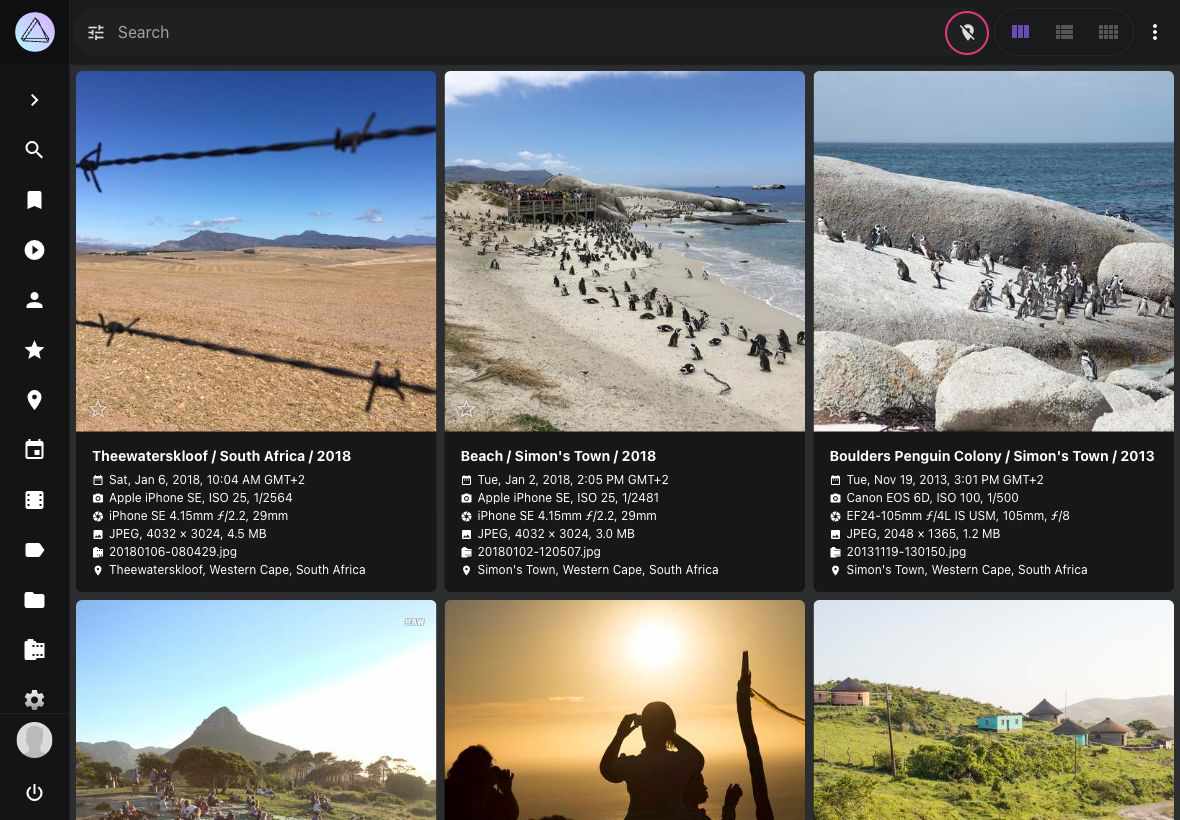 Search
Theewaterskloof / South Africa / 2018
Sat, Jan 6, 2018, 10:04 AM GMT+2
Apple iPhone SE, ISO 25, 1/2564
iPhone SE 4.15mm ƒ/2.2, 29mm
JPEG, 4032 × 3024, 4.5 MB
20180106-080429.jpg
Theewaterskloof, Western Cape, South Africa
Beach / Simon's Town / 2018
Tue, Jan 2, 2018, 2:05 PM GMT+2
Apple iPhone SE, ISO 25, 1/2481
iPhone SE 4.15mm ƒ/2.2, 29mm
JPEG, 4032 × 3024, 3.0 MB
20180102-120507.jpg
Simon's Town, Western Cape, South Africa
Boulders Penguin Colony / Simon's Town / 2013
Tue, Nov 19, 2013, 3:01 PM GMT+2
Canon EOS 6D, ISO 100, 1/500
EF24-105mm ƒ/4L IS USM, 105mm, ƒ/8
JPEG, 2048 × 1365, 1.2 MB
20131119-130150.jpg
Simon's Town, Western Cape, South Africa